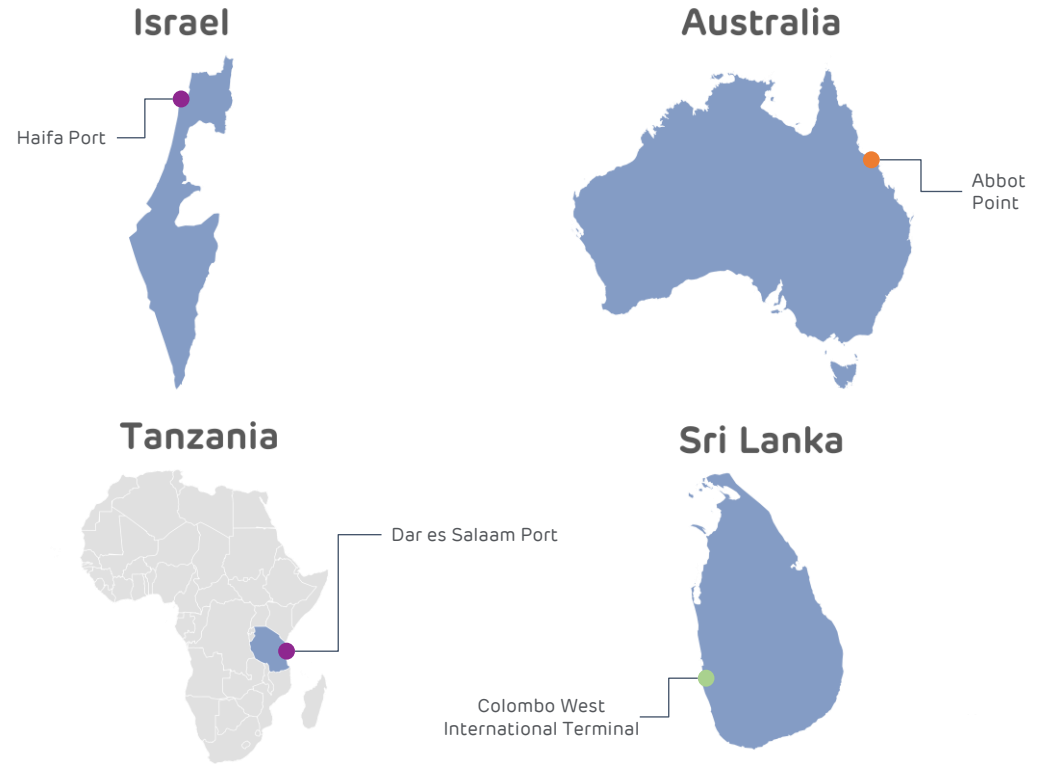 Israel
Australia
Haifa Port
Abbot
Point
Tanzania
Sri Lanka
Dar es Salaam Port
Colombo West
International Terminal